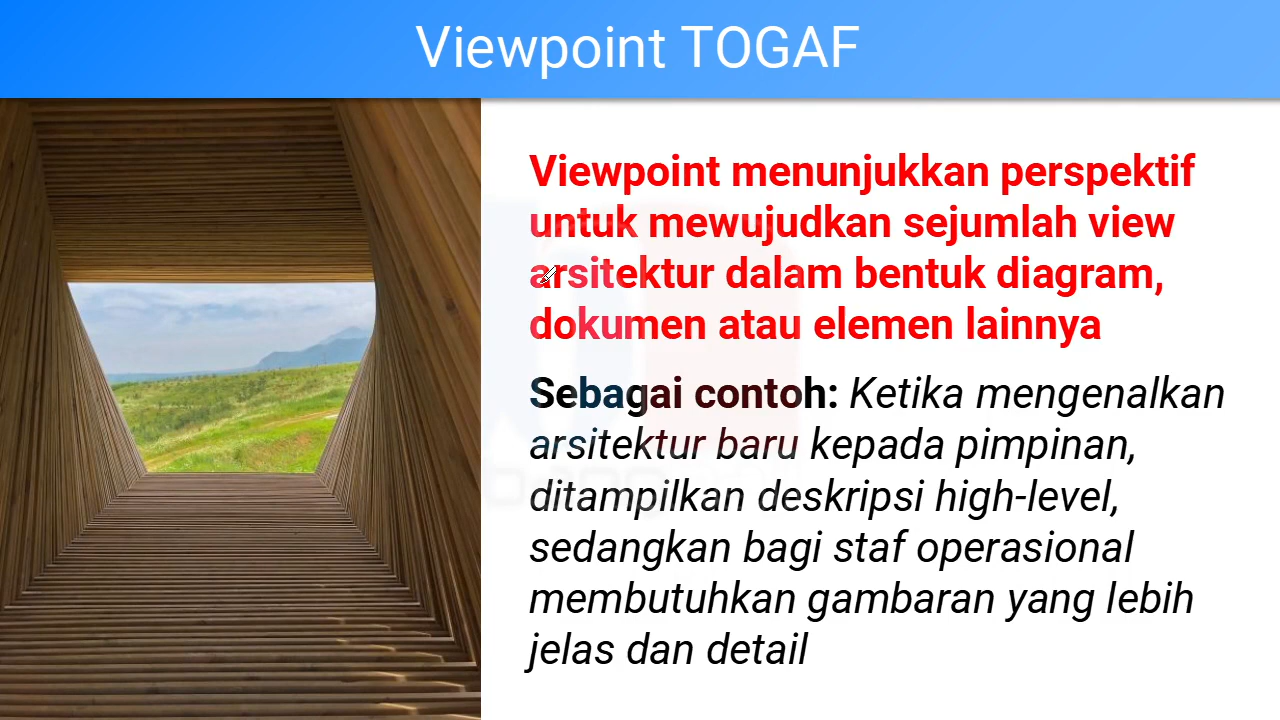 Viewpoint TOGAF
Viewpoint menunjukkan perspektif
untuk mewujudkan sejumlah view
arsitektur dalam bentuk diagram,
dokumen atau elemen lainnya
Sebagai contoh: Ketika mengenalkan
arsitektur baru kepada pimpinan,
ditampilkan deskripsi high-level,
sedangkan bagi staf operasional
membutuhkan gambaran yang lebih
jelas dan detail